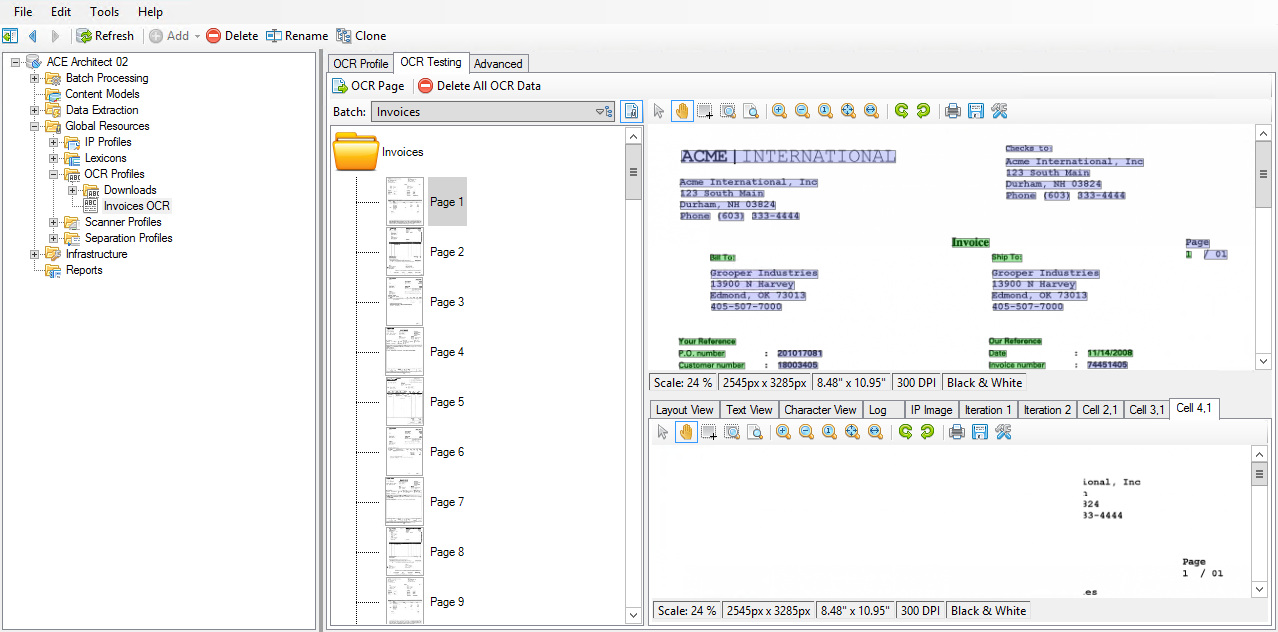 File Edit Tools Help
Refresh Add Delete Rename Clone
ACE Architect 02
Batch Processing
Content Models
Data Extraction
Global Resources
IP Profiles
Lexicons
OCR Profiles
Downloads
Invoices OCR
Scanner Profiles
Separation Profiles
Infrastructure
Reports
OCR Profile OCR Testing Advanced
OCR Page Delete All OCR Data
Batch: Invoices
Invoices
Page 1
Page 2
Page 3
Page 4
Page 5
Page 6
Page 7
Page 8
Page 9
ACME | INTERNATIONAL
Acme International, Inc
123 South Main
Durham, NH 03824
Phone (603) 333-4444
Checks to:
Acme International, Inc
123 South Main
Durham, NH 03824
Phone (603) 333-4444
Invoice
Page
1 / 01
Bill To:
Grooper Industries
13900 N Harvey
Edmond, OK 73013
405-507-7000
Ship To:
Grooper Industries
13900 N Harvey
Edmond, OK 73013
405-507-7000
Your Reference
P.O. number : 201017081
Customer number : 18003405
Our Reference
Date : 11/14/2008
Invoice number : 74451405
Scale: 24 % 2545px x 3285px 8.48" x 10.95" 300 DPI Black & White
Layout View Text View Character View Log IP Image Iteration 1 Iteration 2 Cell 2,1 Cell 3,1 Cell 4,1
ional, Inc
n
824
33-4444
Page
1 / 01
es
Scale: 24 % 2545px x 3285px 8.48" x 10.95" 300 DPI Black & White